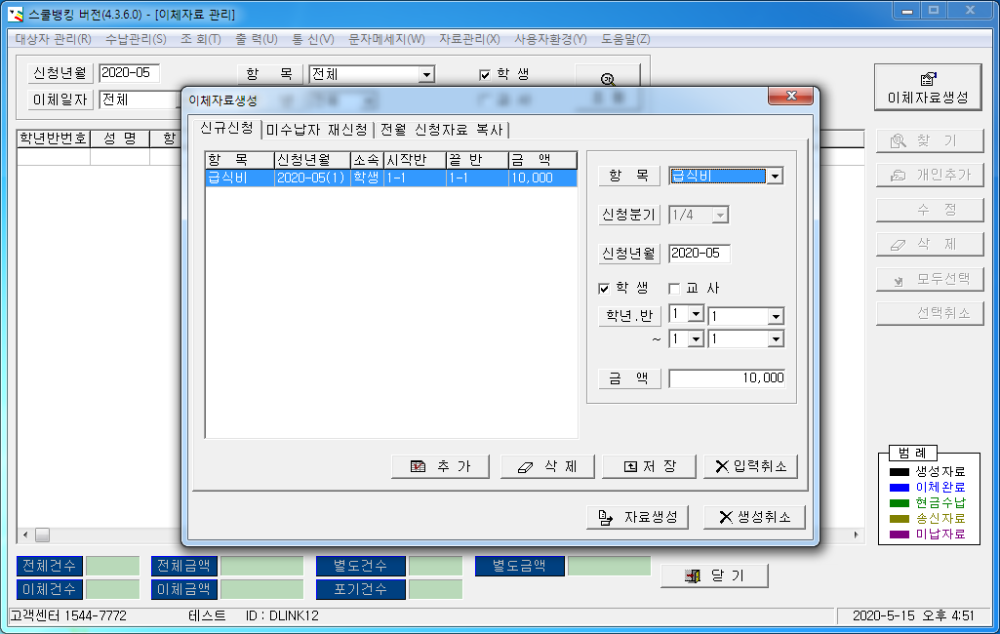 스쿨뱅킹 버전(4.3.6.0) - [이체자료 관리]
대상자 관리(R) 수납관리(S) 조 회(T) 출 력(U) 통 신(V) 문자메세지(W) 자료관리(X) 사용자환경(Y) 도움말(Z)
신청년월 2020-05 항 목 전체 학 생
이체일자 전체
이체자료생성
학년반번호 성 명 항
찾 기
개인추가
수 정
삭 제
모두선택
선택취소
이체자료생성
신규신청 미수납자 재신청 전월 신청자료 복사
항 목 신청년월 소속 시작반 끝 반 금 액
급식비 2020-05(1) 학생 1-1 1-1 10,000
항 목 급식비
신청분기 1/4
신청년월 2020-05
학 생 교 사
학년.반 1 1
~ 1 1
금 액 10,000
추 가 삭 제 저 장 입력취소
자료생성 생성취소
범 례
생성자료
이체완료
현금수납
송신자료
미납자료
전체건수 전체금액 별도건수 별도금액
이체건수 이체금액 포기건수 닫 기
고객센터 1544-7772 테스트 ID : DLINK12 2020-5-15 오후 4:51